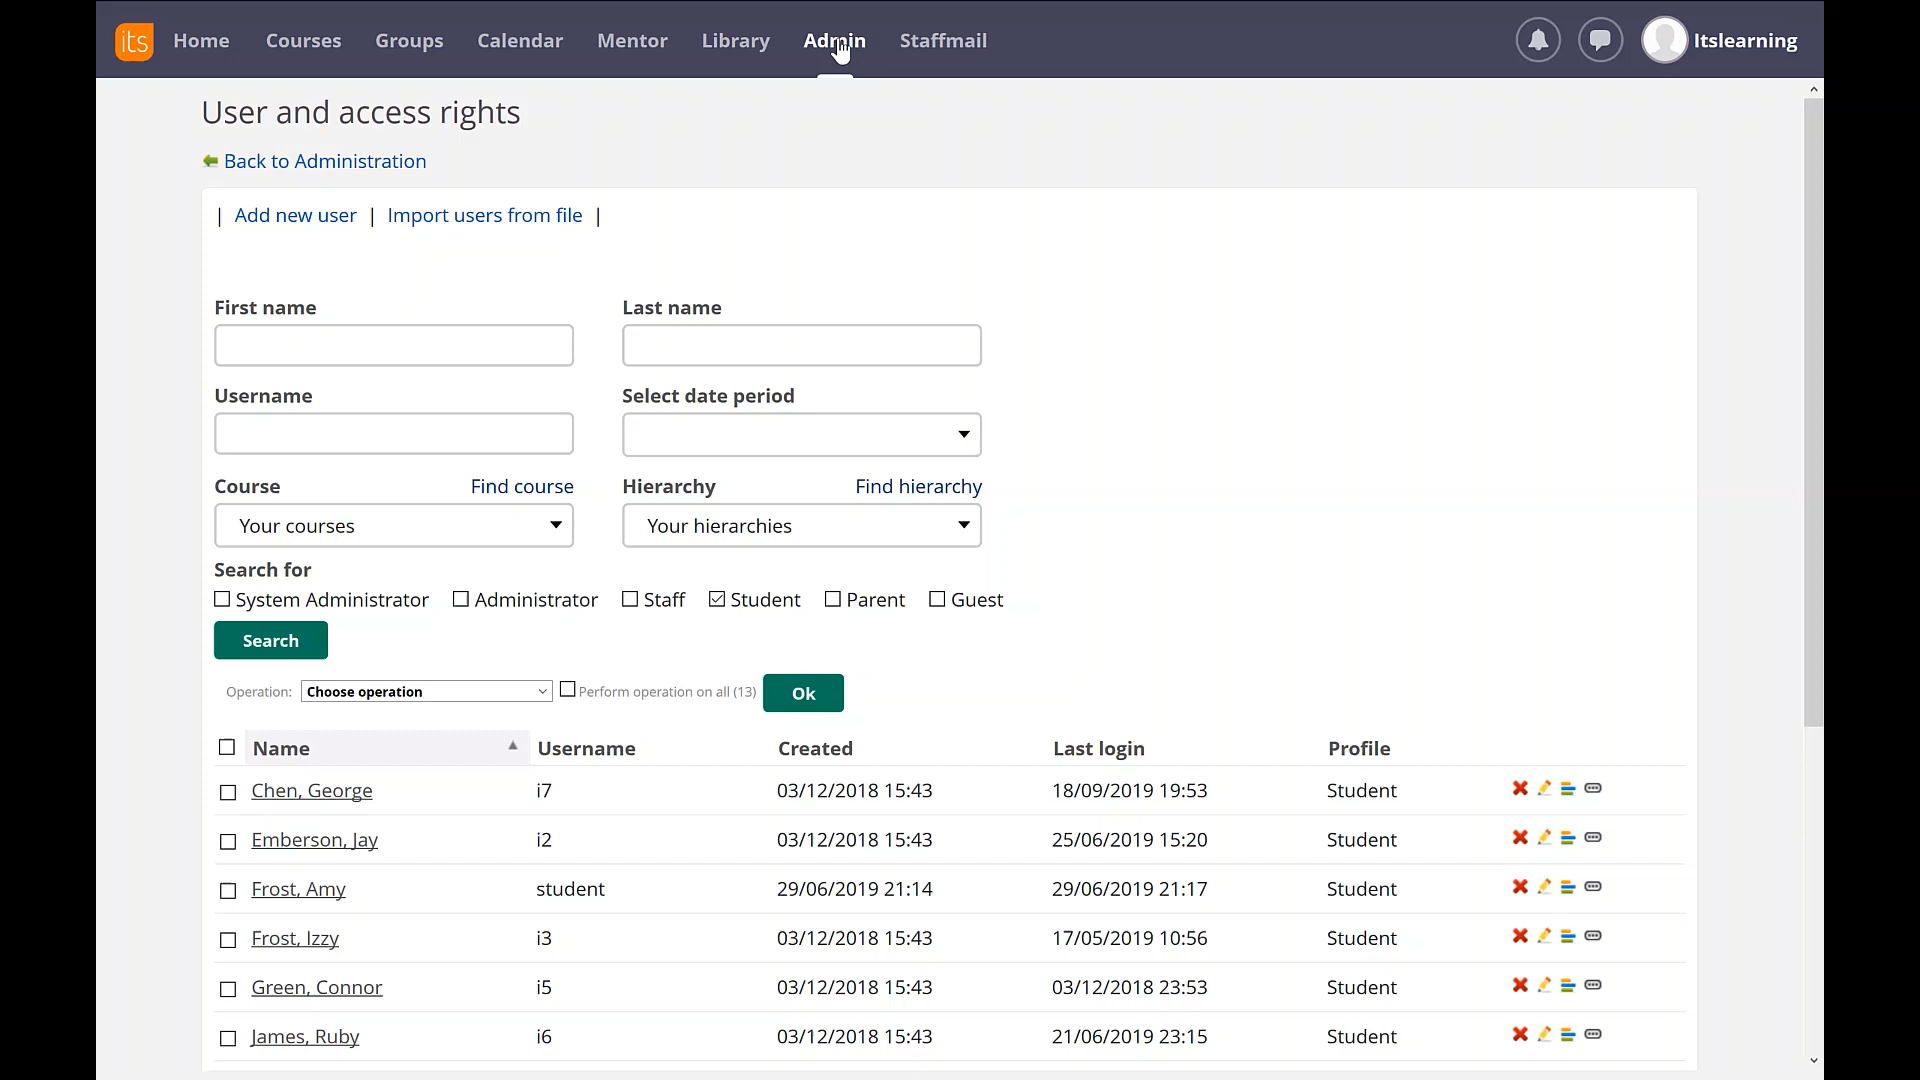 its Home Courses Groups Calendar Mentor Library Admin Staffmail Itslearning
User and access rights
Back to Administration
| Add new user | Import users from file |
First name Last name
Username Select date period
Course Find course Hierarchy Find hierarchy
Your courses Your hierarchies
Search for
System Administrator Administrator Staff Student Parent Guest
Search
Operation: Choose operation Perform operation on all (13) Ok
Name Username Created Last login Profile
Chen, George i7 03/12/2018 15:43 18/09/2019 19:53 Student
Emberson, Jay i2 03/12/2018 15:43 25/06/2019 15:20 Student
Frost, Amy student 29/06/2019 21:14 29/06/2019 21:17 Student
Frost, Izzy i3 03/12/2018 15:43 17/05/2019 10:56 Student
Green, Connor i5 03/12/2018 15:43 03/12/2018 23:53 Student
James, Ruby i6 03/12/2018 15:43 21/06/2019 23:15 Student